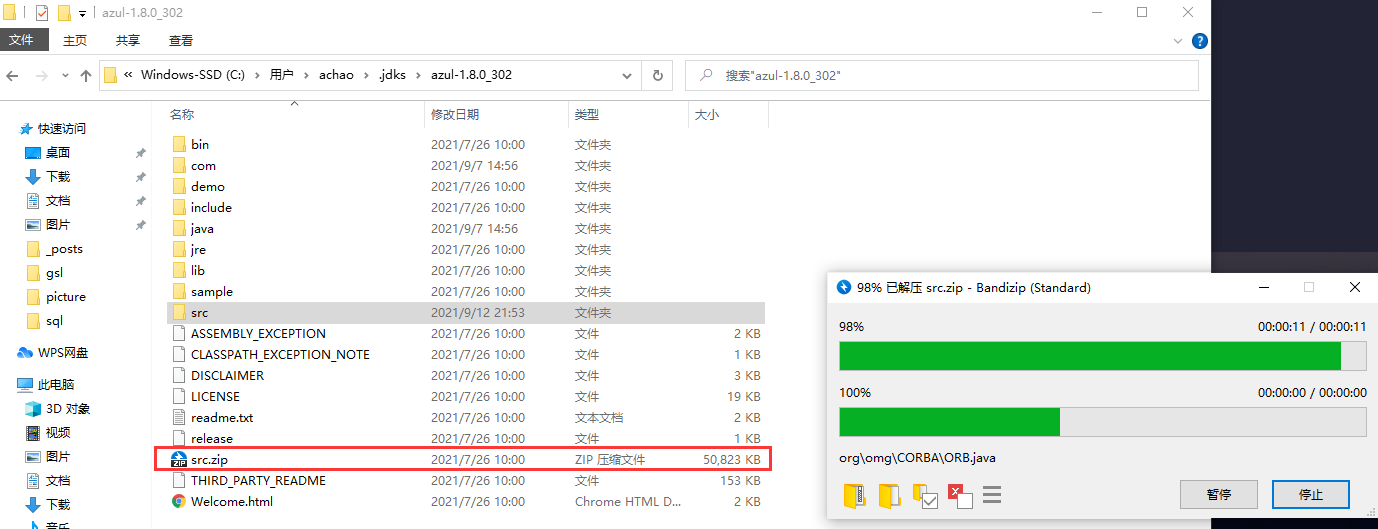 azul-1.8.0_302
文件 主页 共享 查看
« Windows-SSD (C:) > 用户 > achao > .jdks > azul-1.8.0_302
搜索"azul-1.8.0_302"
名称 修改日期 类型 大小
快速访问
桌面
下载
文档
图片
_posts
gsl
picture
sql
WPS网盘
此电脑
3D 对象
视频
图片
文档
下载
音乐
bin 2021/7/26 10:00 文件夹
com 2021/9/7 14:56 文件夹
demo 2021/7/26 10:00 文件夹
include 2021/7/26 10:00 文件夹
java 2021/9/7 14:56 文件夹
jre 2021/7/26 10:00 文件夹
lib 2021/7/26 10:00 文件夹
sample 2021/7/26 10:00 文件夹
src 2021/9/12 21:53 文件夹
ASSEMBLY_EXCEPTION 2021/7/26 10:00 文件 2 KB
CLASSPATH_EXCEPTION_NOTE 2021/7/26 10:00 文件 1 KB
DISCLAIMER 2021/7/26 10:00 文件 3 KB
LICENSE 2021/7/26 10:00 文件 19 KB
readme.txt 2021/7/26 10:00 文本文档 2 KB
release 2021/7/26 10:00 文件 1 KB
ZIP src.zip 2021/7/26 10:00 ZIP 压缩文件 50,823 KB
THIRD_PARTY_README 2021/7/26 10:00 文件 153 KB
Welcome.html 2021/7/26 10:00 Chrome HTML D... 2 KB
98% 已解压 src.zip - Bandizip (Standard)
98% 00:00:11 / 00:00:11
100% 00:00:00 / 00:00:00
org\omg\CORBA\ORB.java
暂停 停止